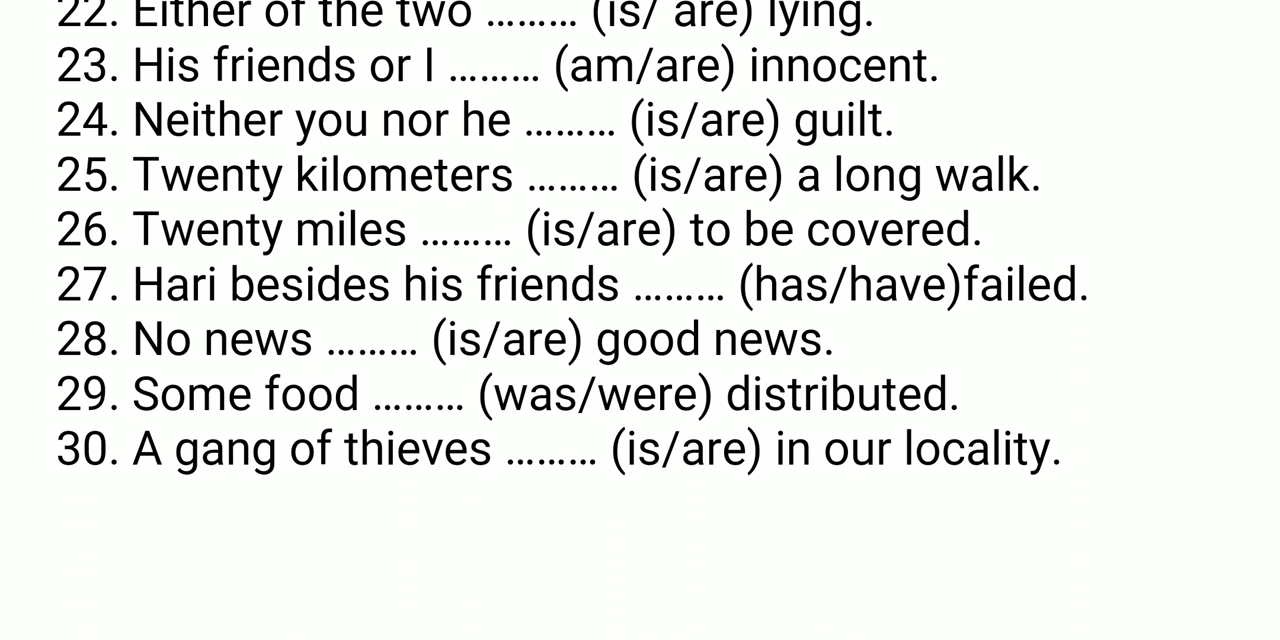 22. Either of the two ......... (is/ are) lying.
23. His friends or I ......... (am/are) innocent.
24. Neither you nor he ......... (is/are) guilt.
25. Twenty kilometers ......... (is/are) a long walk.
26. Twenty miles ......... (is/are) to be covered.
27. Hari besides his friends ......... (has/have)failed.
28. No news ......... (is/are) good news.
29. Some food ......... (was/were) distributed.
30. A gang of thieves ......... (is/are) in our locality.